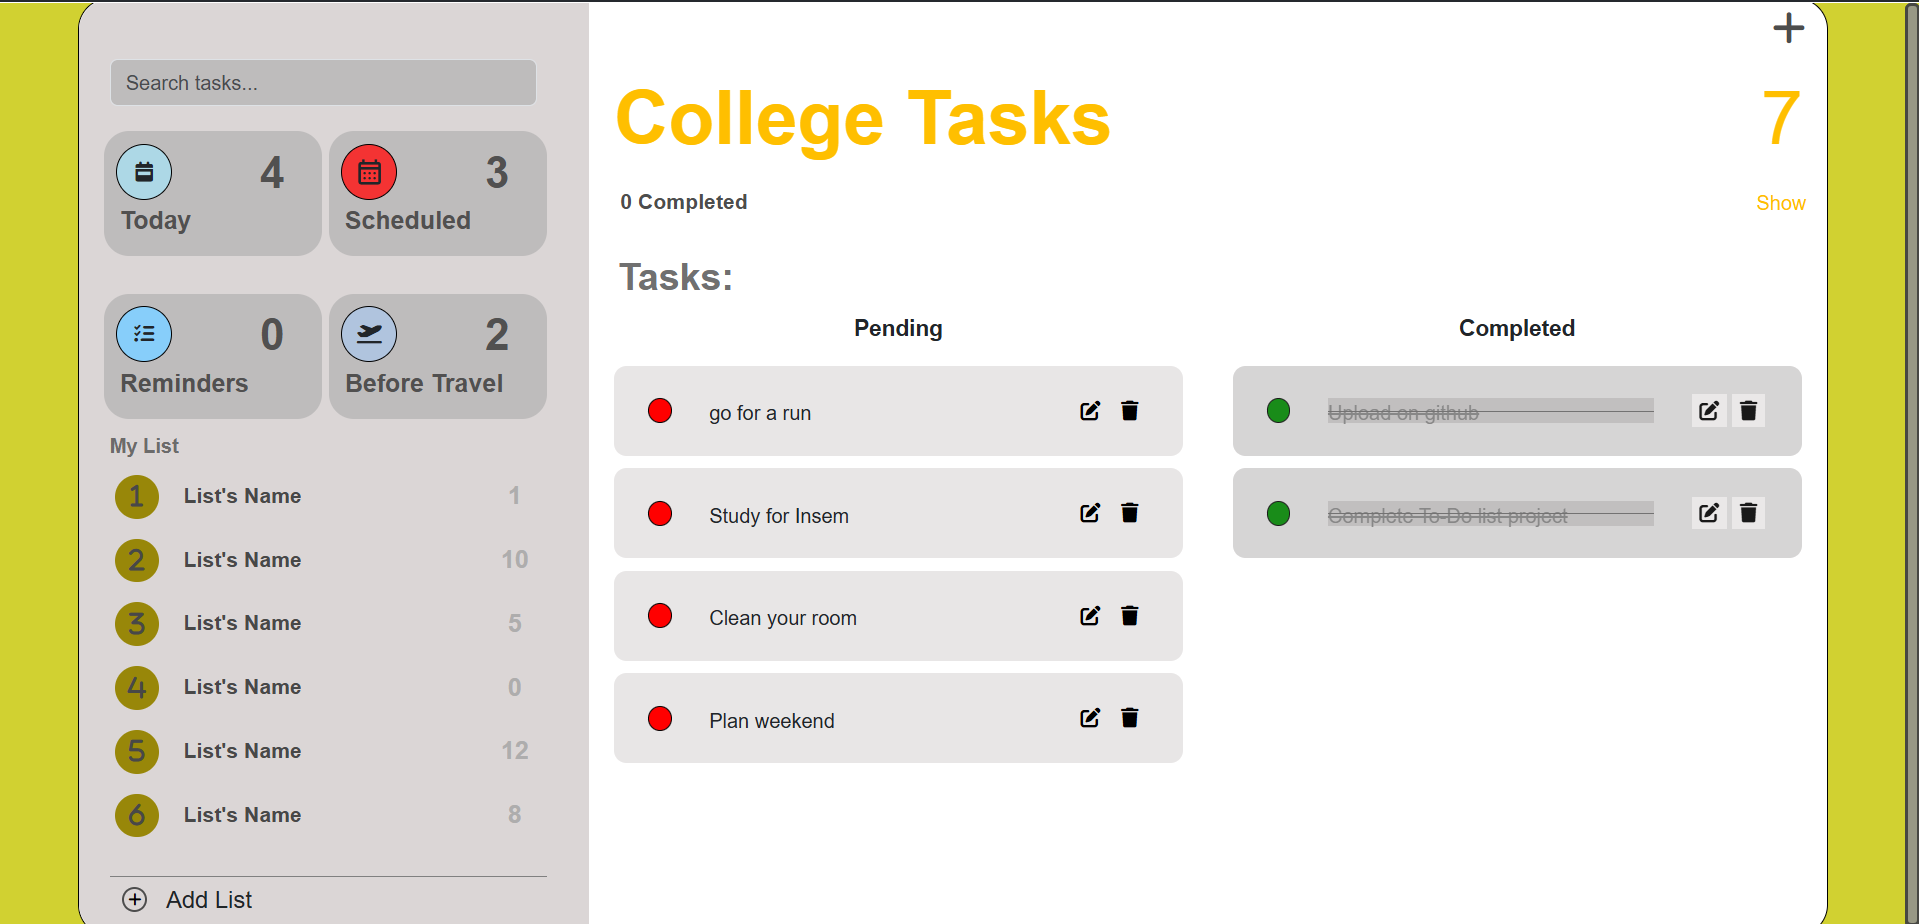 Search tasks...
4
Today
3
Scheduled
0
Reminders
2
Before Travel
My List
1 List's Name 1
2 List's Name 10
3 List's Name 5
4 List's Name 0
5 List's Name 12
6 List's Name 8
Add List
College Tasks 7
0 Completed Show
Tasks:
Pending
go for a run
Study for Insem
Clean your room
Plan weekend
Completed
Upload on github
Complete To-Do list project